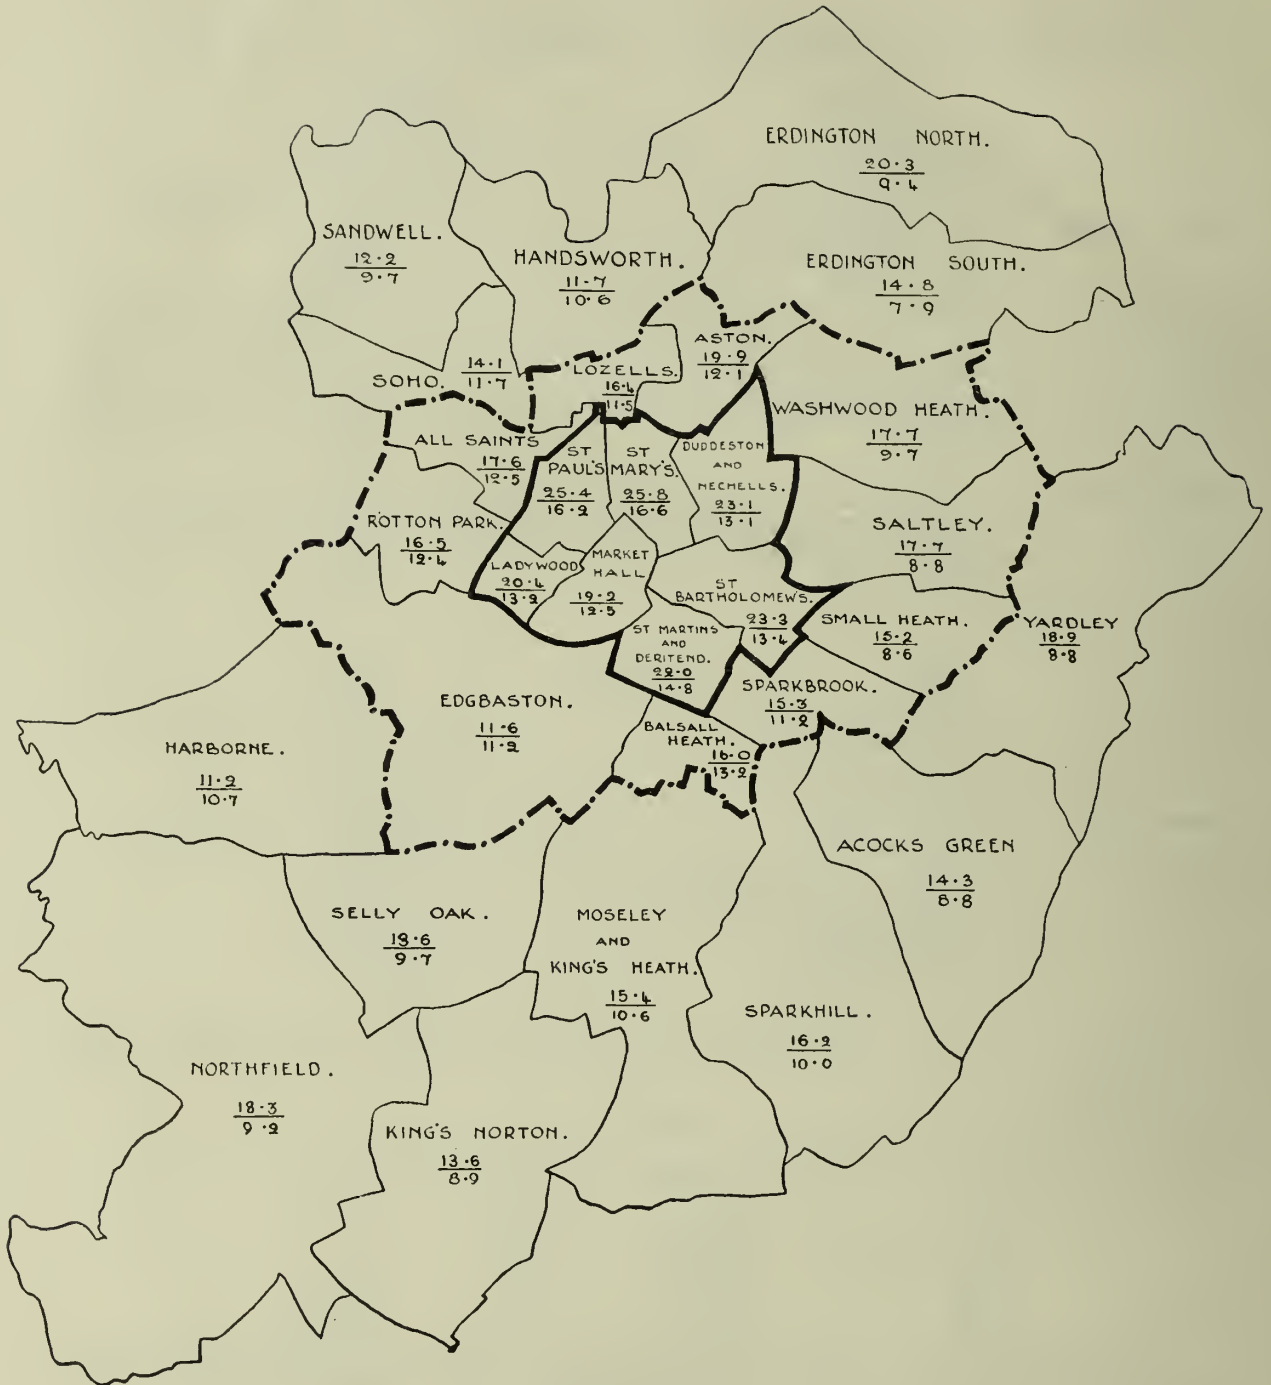 ERDINGTON NORTH.
20·3
9·4
SANDWELL.
12·2
9·7
HANDSWORTH.
11·7
10·6
ERDINGTON SOUTH.
14·8
7·9
ASTON.
19·9
12·1
SOHO.
14·1
11·7
LOZELLS.
16·4
11·5
WASHWOOD HEATH.
17·7
9·7
ALL SAINTS
17·6
12·5
ST
PAUL'S
25·4
16·2
ST
MARY'S.
25·8
16·6
DUDDESTON
AND
NECHELLS.
23·1
13·1
ROTTON PARK.
16·5
12·4
SALTLEY.
17·7
8·8
LADYWOOD
20·4
13·2
MARKET
HALL
19·2
12·5
ST
BARTHOLOMEW'S.
23·3
13·4
SMALL HEATH.
15·2
8·6
YARDLEY
18·9
8·8
ST MARTINS
AND
DERITEND.
22·0
14·8
SPARKBROOK.
15·3
11·2
EDGBASTON.
11·6
11·2
BALSALL
HEATH.
16·0
13·2
HARBORNE.
11·2
10·7
ACOCKS GREEN
14·3
8·8
SELLY OAK.
18·6
9·7
MOSELEY
AND
KING'S HEATH.
15·4
10·6
SPARKHILL.
16·2
10·0
NORTHFIELD.
18·3
9·2
KING'S NORTON.
13·6
8·9